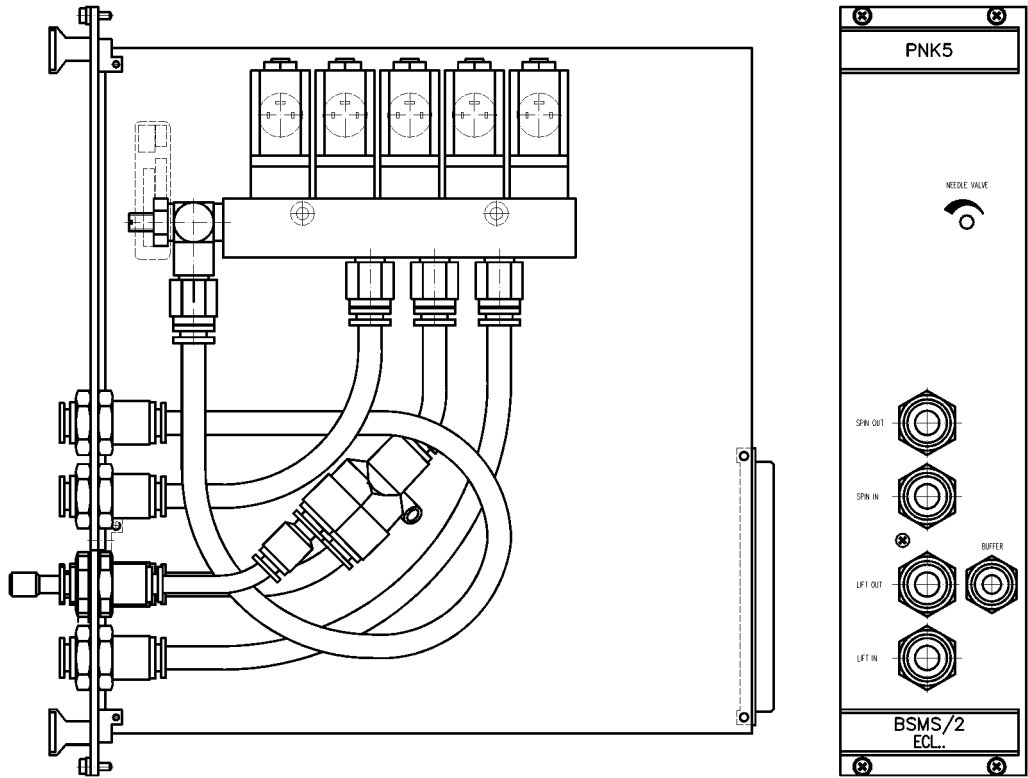 PNK5
NEEDLE VALVE
SPIN OUT
SPIN IN
BUFFER
LIFT OUT
LIFT IN
BSMS/2
ECL..